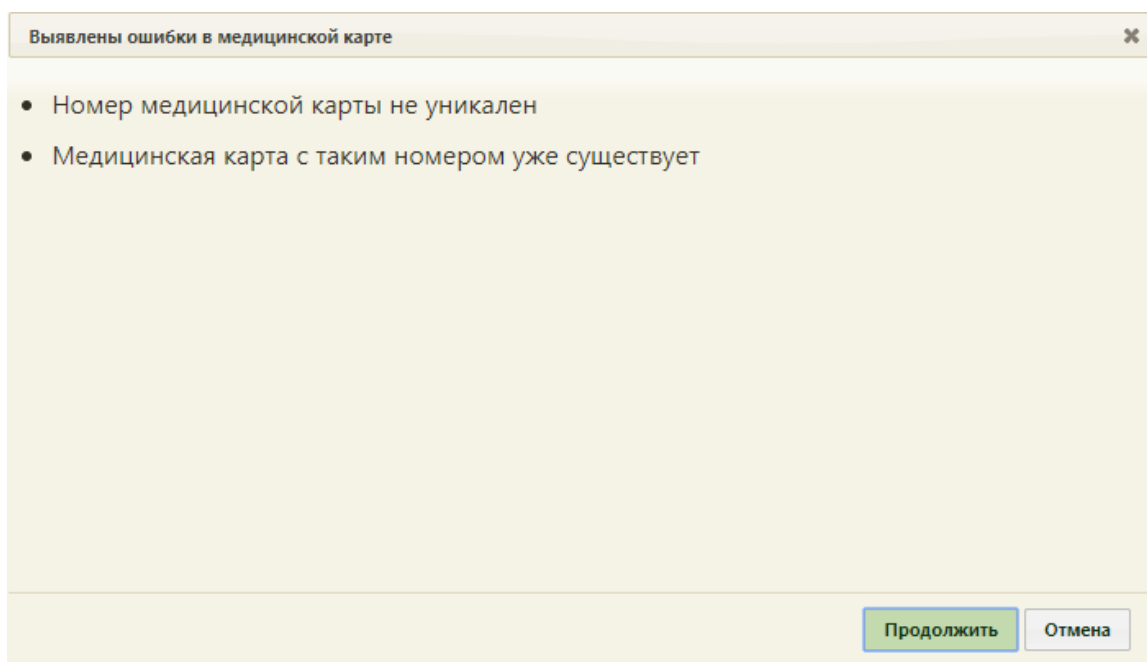 Выявлены ошибки в медицинской карте
Номер медицинской карты не уникален
Медицинская карта с таким номером уже существует
Продолжить Отмена